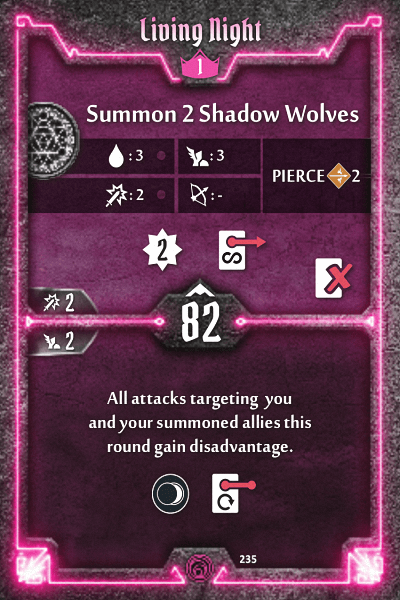 Living Night
1
Summon 2 Shadow Wolves
: 3
: 3
PIERCE 2
: 2
: -
2
2
82
2
All attacks targeting you
and your summoned allies this
round gain disadvantage.
235